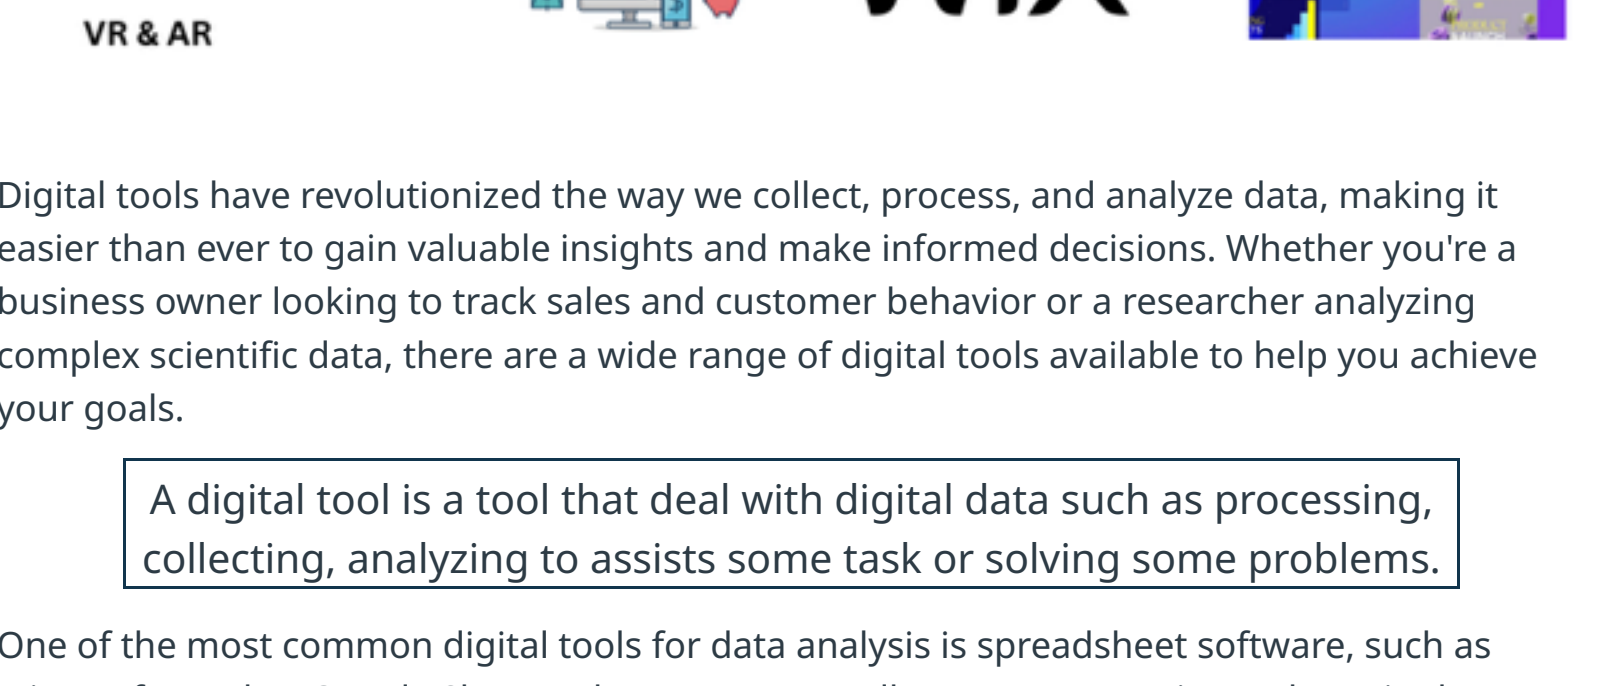 VR & AR
PRODUCT
LAUNCH
Digital tools have revolutionized the way we collect, process, and analyze data, making it
easier than ever to gain valuable insights and make informed decisions. Whether you're a
business owner looking to track sales and customer behavior or a researcher analyzing
complex scientific data, there are a wide range of digital tools available to help you achieve
your goals.
A digital tool is a tool that deal with digital data such as processing,
collecting, analyzing to assists some task or solving some problems.
One of the most common digital tools for data analysis is spreadsheet software, such as